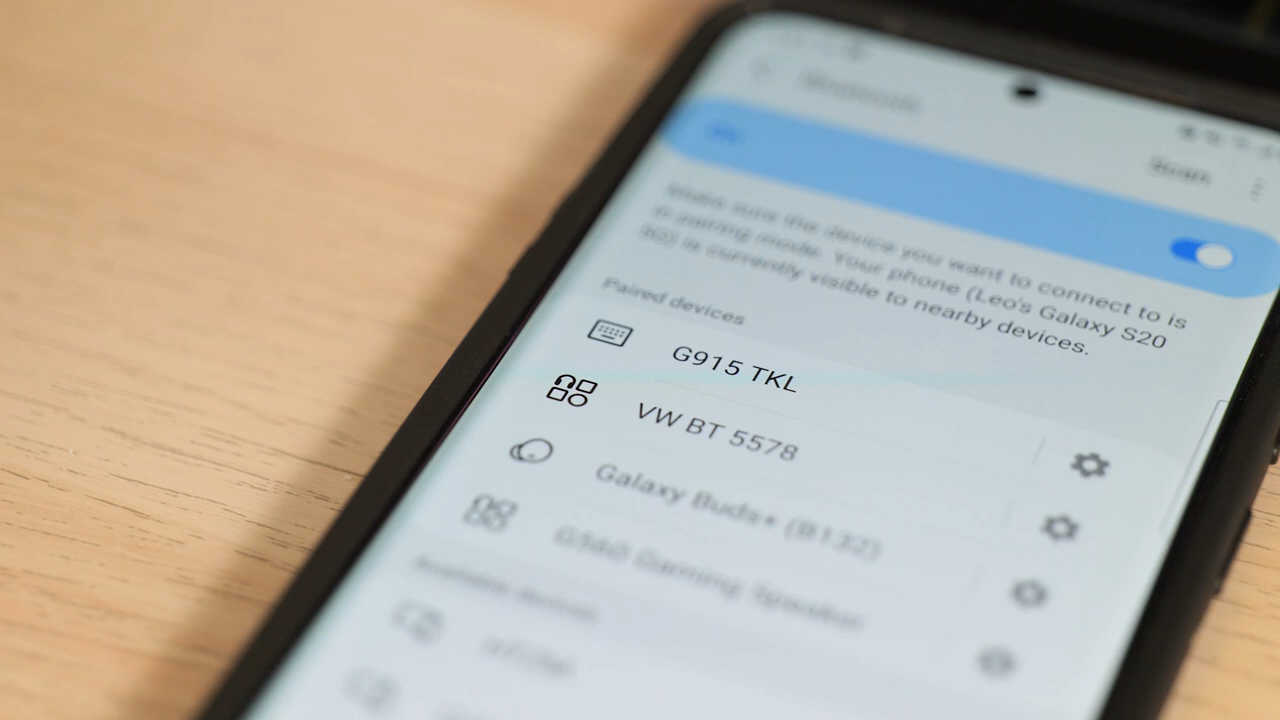 Bluetooth
On
Scan
Make sure the device you want to connect to is
in pairing mode. Your phone (Leo's Galaxy S20
5G) is currently visible to nearby devices.
Paired devices
G915 TKL
VW BT 5578
Galaxy Buds+ (B132)
G560 Gaming Speaker
Available devices